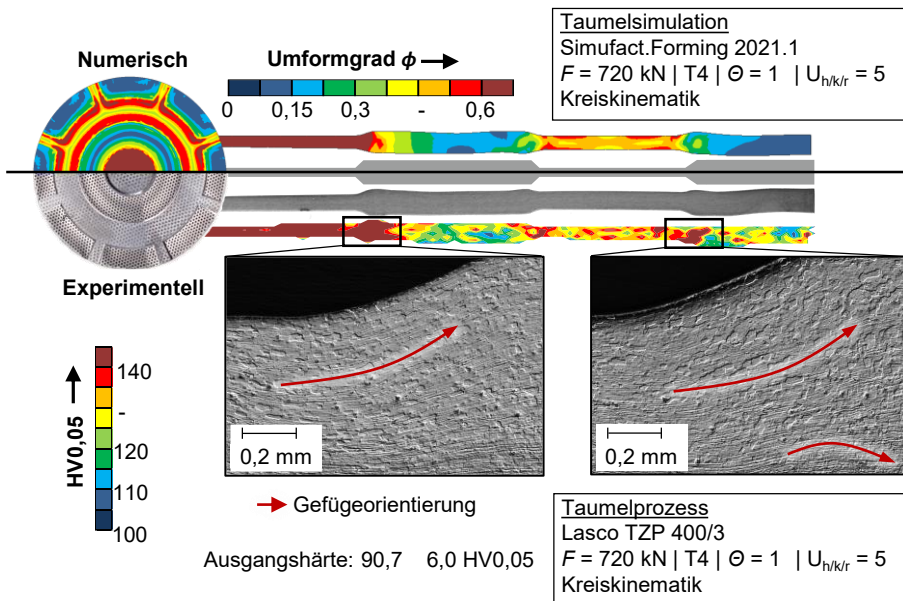 Taumelsimulation
Simufact.Forming 2021.1
F = 720 kN | T4 | Θ = 1 | U h/k/r = 5
Kreiskinematik
Numerisch
Umformgrad ϕ
0 0,15 0,3 - 0,6
Experimentell
HV0,05
140
-
120
110
100
0,2 mm
0,2 mm
Gefügeorientierung
Ausgangshärte: 90,7 6,0 HV0,05
Taumelprozess
Lasco TZP 400/3
F = 720 kN | T4 | Θ = 1 | U h/k/r = 5
Kreiskinematik